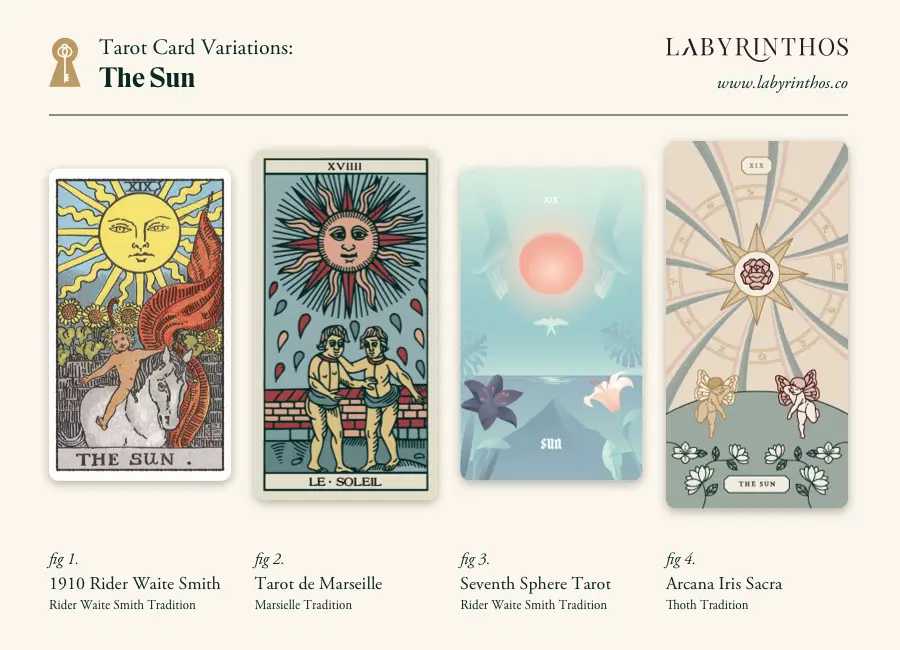 Tarot Card Variations:
The Sun
LABYRINTHOS
www.labyrinthos.co
XIX
THE SUN .
XVIIII
LE · SOLEIL
XIX
sun
XIX
THE SUN
fig 1.
1910 Rider Waite Smith
Rider Waite Smith Tradition
fig 2.
Tarot de Marseille
Marsielle Tradition
fig 3.
Seventh Sphere Tarot
Rider Waite Smith Tradition
fig 4.
Arcana Iris Sacra
Thoth Tradition